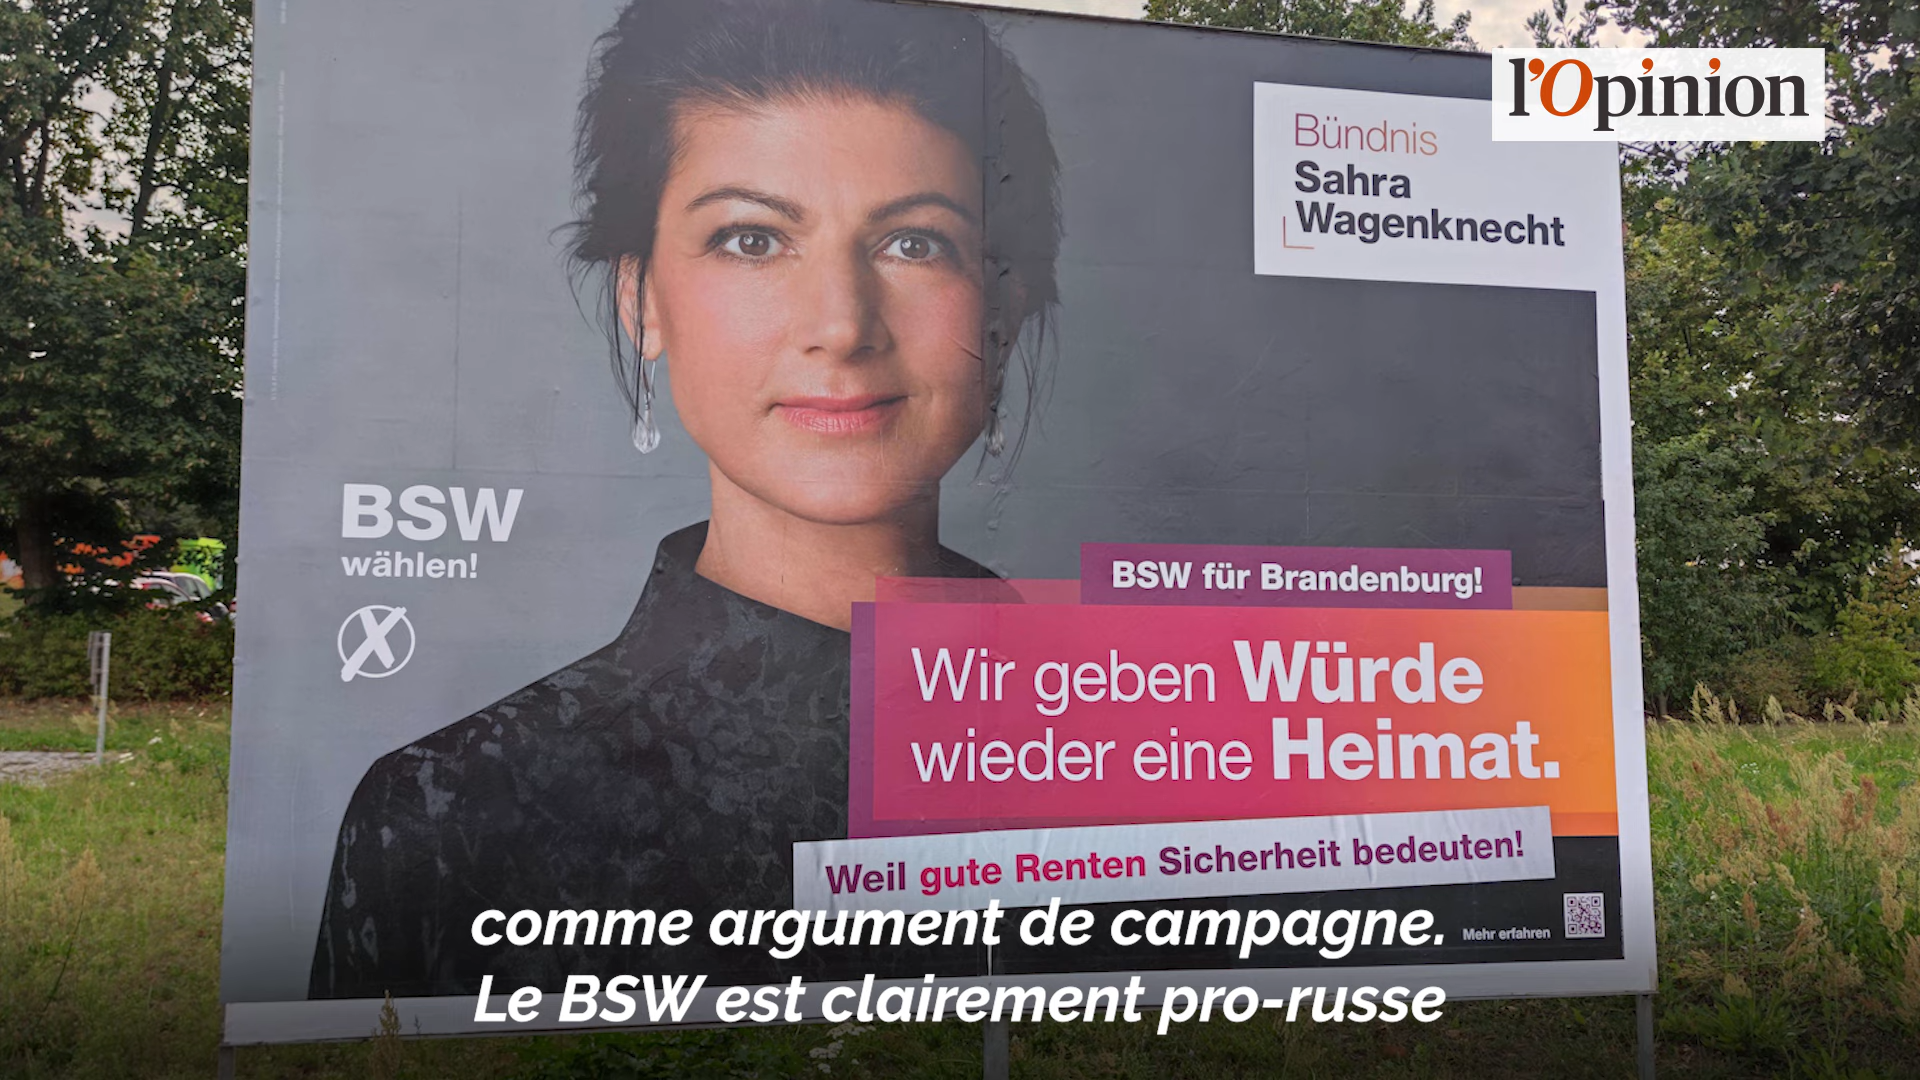 l'Opinion
Bündnis
Sahra
Wagenknecht
BSW
wählen!
BSW für Brandenburg!
Wir geben Würde
wieder eine Heimat.
Weil gute Renten Sicherheit bedeuten!
Mehr erfahren
comme argument de campagne.
Le BSW est clairement pro-russe